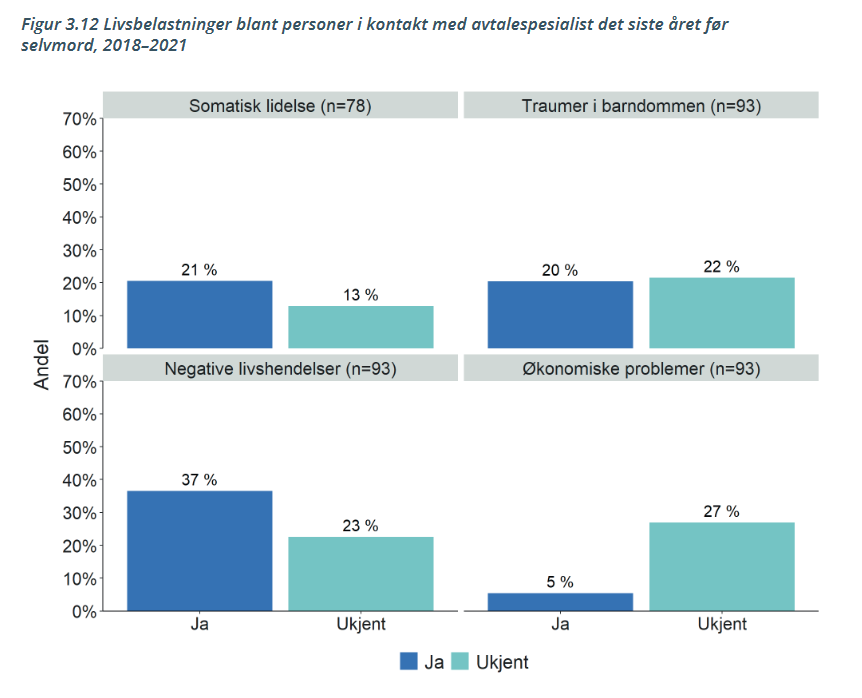 Figur 3.12 Livsbelastninger blant personer i kontakt med avtalespesialist det siste året før
selvmord, 2018–2021
Somatisk lidelse (n=78)
70%
60%
50%
40%
30%
20%
10%
0%
21 %
13 %
Traumer i barndommen (n=93)
20 %
22 %
Andel
Negative livshendelser (n=93)
70%
60%
50%
40%
30%
20%
10%
0%
37 %
23 %
Ja
Ukjent
Økonomiske problemer (n=93)
5 %
27 %
Ja
Ukjent
Ja Ukjent